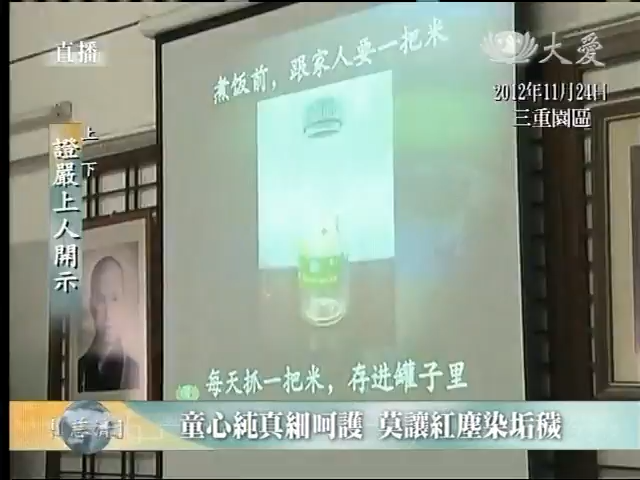 直播
大愛
2012年11月24日
三重園區
上下
證嚴上人開示
煮饭前，跟家人要一把米
每天抓一把米，存进罐子里
童心純真細呵護 莫讓紅塵染垢穢